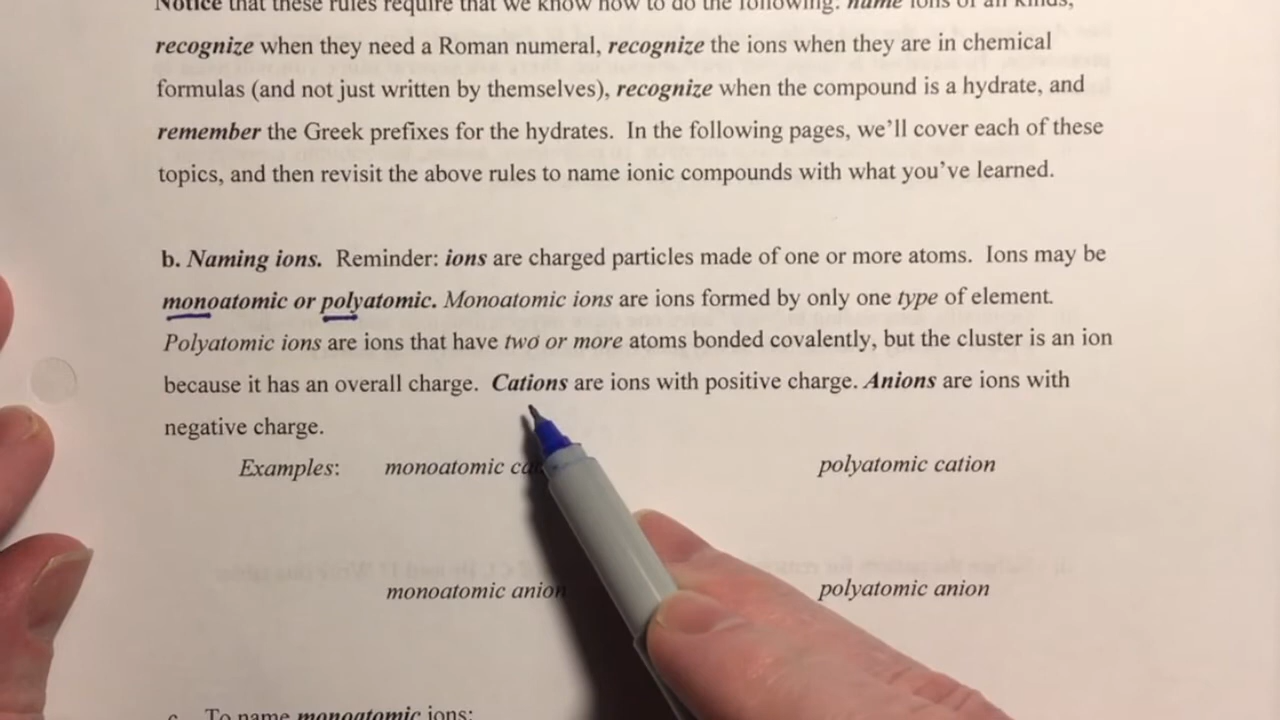 Notice that these rules require that we know how to do the following: name ions of all kinds,
recognize when they need a Roman numeral, recognize the ions when they are in chemical
formulas (and not just written by themselves), recognize when the compound is a hydrate, and
remember the Greek prefixes for the hydrates. In the following pages, we’ll cover each of these
topics, and then revisit the above rules to name ionic compounds with what you’ve learned.
b. Naming ions. Reminder: ions are charged particles made of one or more atoms. Ions may be
monoatomic or polyatomic. Monoatomic ions are ions formed by only one type of element.
Polyatomic ions are ions that have two or more atoms bonded covalently, but the cluster is an ion
because it has an overall charge. Cations are ions with positive charge. Anions are ions with
negative charge.
Examples: monoatomic polyatomic cation
monoatomic anion polyatomic anion
c. To name monoatomic ions: